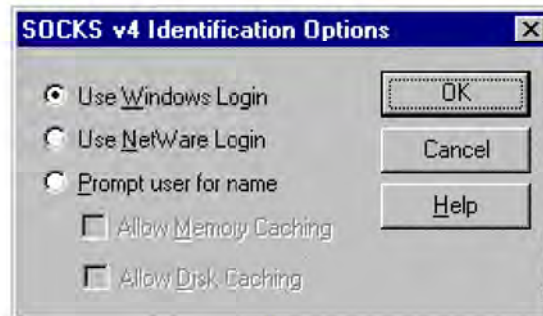 SOCKS v4 Identification Options
Use Windows Login
Use NetWare Login
Prompt user for name
Allow Memory Caching
Allow Disk Caching
OK
Cancel
Help